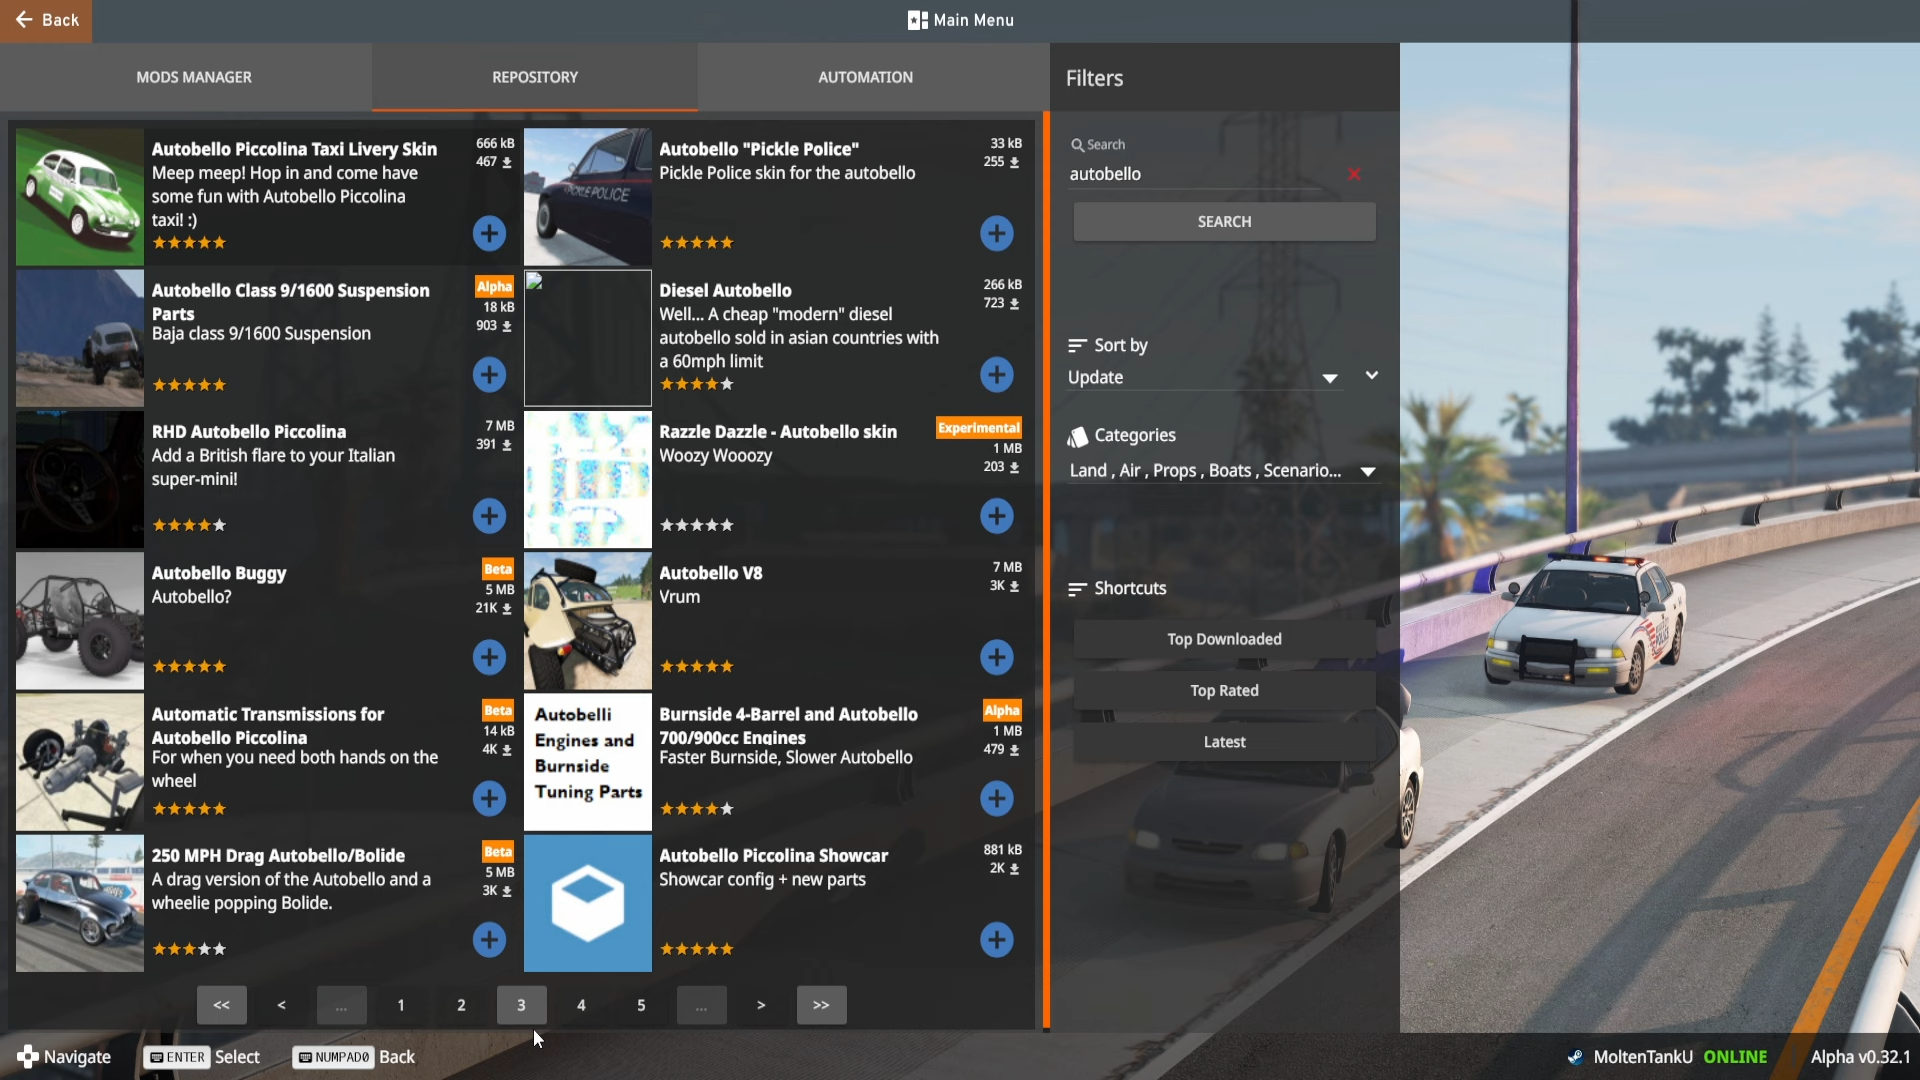 Back
Main Menu
MODS MANAGER
REPOSITORY
AUTOMATION
Autobello Piccolina Taxi Livery Skin
Meep meep! Hop in and come have
some fun with Autobello Piccolina
taxi! :)
666 kB
467
PICKLE POLICE
Autobello "Pickle Police"
Pickle Police skin for the autobello
33 kB
255
Autobello Class 9/1600 Suspension
Parts
Baja class 9/1600 Suspension
Alpha
18 kB
903
Diesel Autobello
Well... A cheap "modern" diesel
autobello sold in asian countries with
a 60mph limit
266 kB
723
RHD Autobello Piccolina
Add a British flare to your Italian
super-mini!
7 MB
391
Razzle Dazzle - Autobello skin
Woozy Wooozy
Experimental
1 MB
203
Autobello Buggy
Autobello?
Beta
5 MB
21K
Autobello V8
Vrum
7 MB
3K
Automatic Transmissions for
Autobello Piccolina
For when you need both hands on the
wheel
Beta
14 kB
4K
Autobelli
Engines and
Burnside
Tuning Parts
Burnside 4-Barrel and Autobello
700/900cc Engines
Faster Burnside, Slower Autobello
Alpha
1 MB
479
250 MPH Drag Autobello/Bolide
A drag version of the Autobello and a
wheelie popping Bolide.
Beta
5 MB
3K
Autobello Piccolina Showcar
Showcar config + new parts
881 kB
2K
<< < ... 1 2 3 4 5 ... > >>
Filters
Search
autobello
SEARCH
Sort by
Update
Categories
Land , Air , Props , Boats , Scenario...
Shortcuts
Top Downloaded
Top Rated
Latest
Navigate
ENTER Select
NUMPAD0 Back
MoltenTankU ONLINE
Alpha v0.32.1